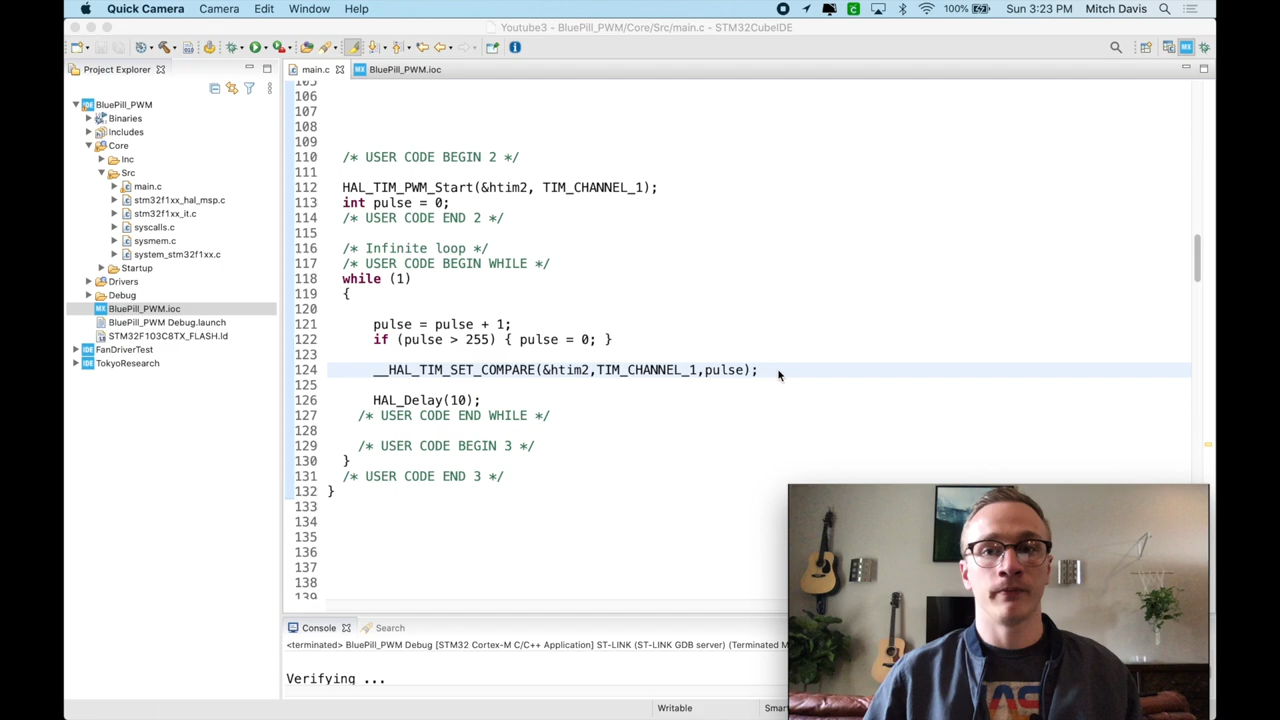 Quick Camera Camera Edit Window Help 100% Sun 3:23 PM Mitch Davis
Youtube3 - BluePill_PWM/Core/Src/main.c - STM32CubeIDE
Project Explorer
BluePill_PWM
Binaries
Includes
Core
Inc
Src
main.c
stm32f1xx_hal_msp.c
stm32f1xx_it.c
syscalls.c
sysmem.c
system_stm32f1xx.c
Startup
Drivers
Debug
BluePill_PWM.ioc
BluePill_PWM Debug.launch
STM32F103C8TX_FLASH.ld
FanDriverTest
TokyoResearch
main.c BluePill_PWM.ioc
105
106
107
108
109
110 /* USER CODE BEGIN 2 */
111
112 HAL_TIM_PWM_Start(&htim2, TIM_CHANNEL_1);
113 int pulse = 0;
114 /* USER CODE END 2 */
115
116 /* Infinite loop */
117 /* USER CODE BEGIN WHILE */
118 while (1)
119 {
120
121 pulse = pulse + 1;
122 if (pulse > 255) { pulse = 0; }
123
124 __HAL_TIM_SET_COMPARE(&htim2,TIM_CHANNEL_1,pulse);
125
126 HAL_Delay(10);
127 /* USER CODE END WHILE */
128
129 /* USER CODE BEGIN 3 */
130 }
131 /* USER CODE END 3 */
132 }
133
134
135
136
137
138
139
Console Search
<terminated> BluePill_PWM Debug [STM32 Cortex-M C/C++ Application] ST-LINK (ST-LINK GDB server) (Terminated M
Verifying ...
Writable Smar